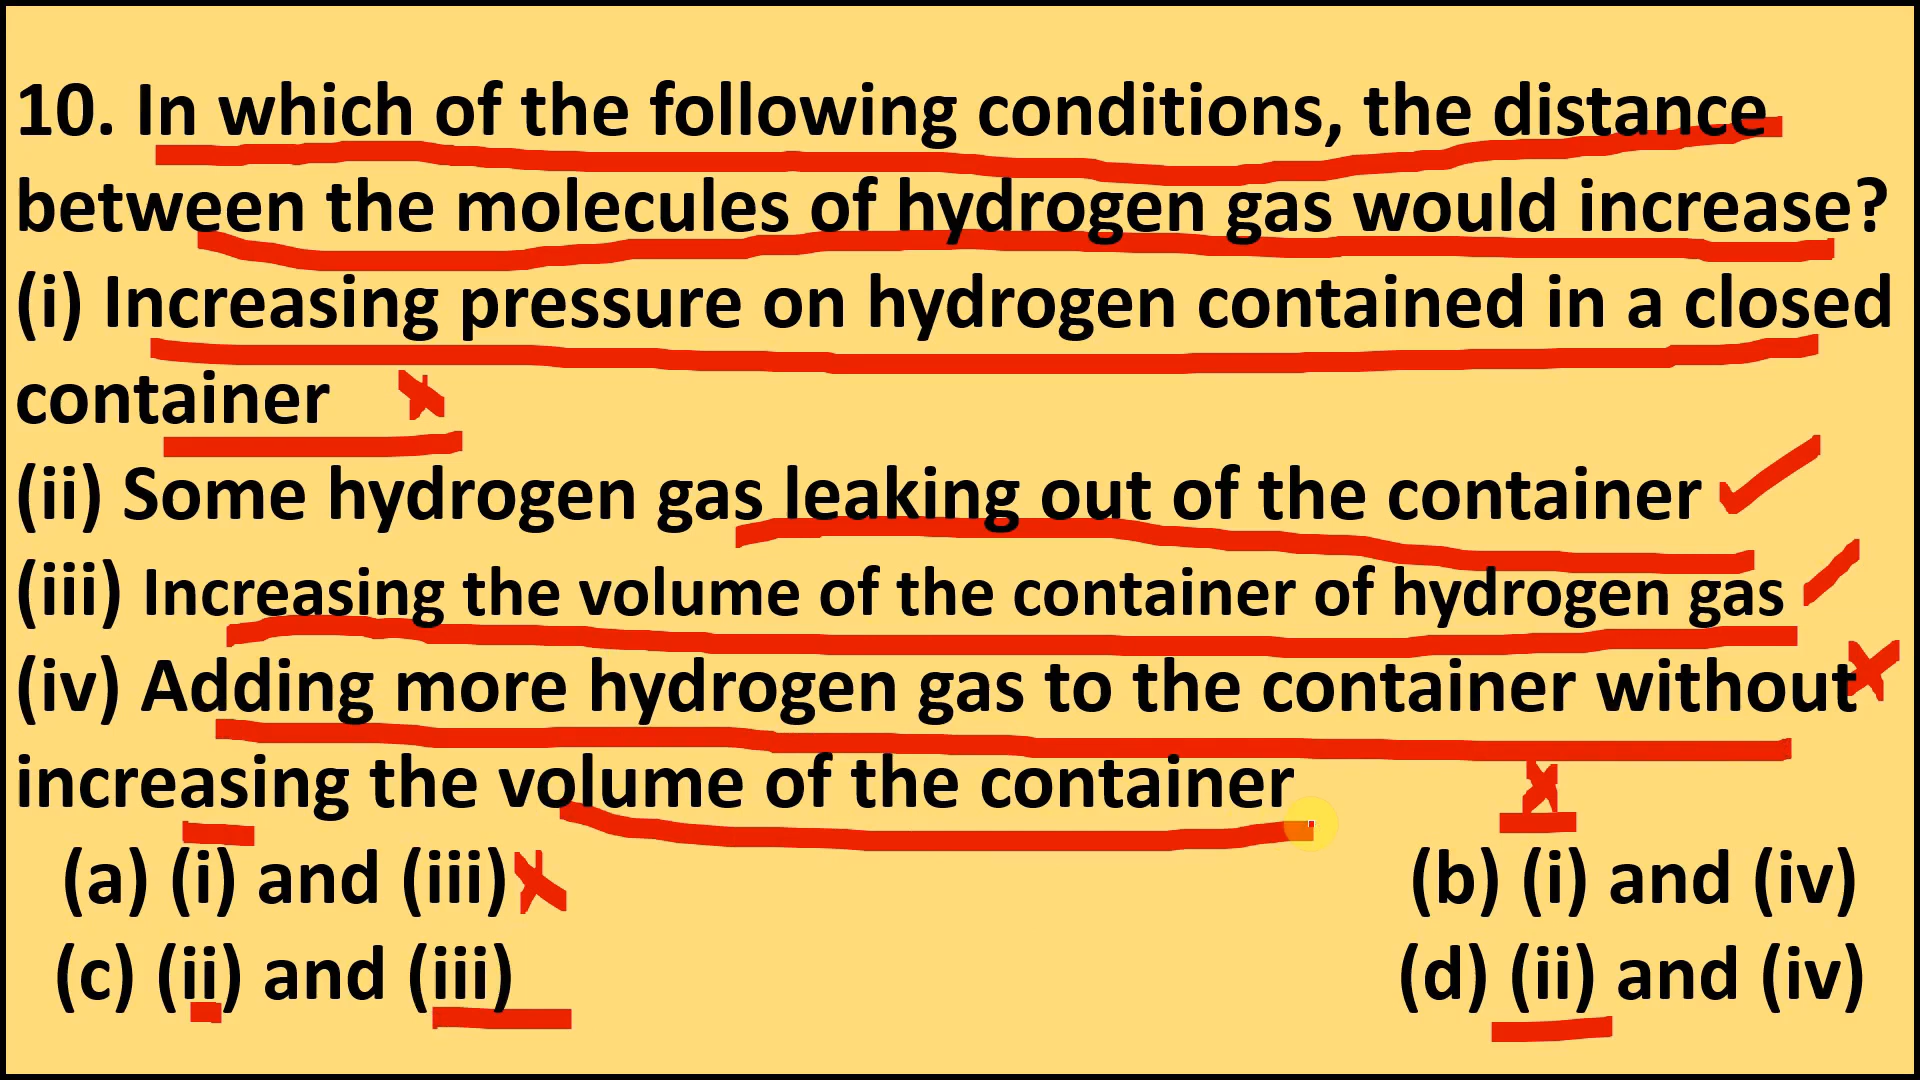 10. In which of the following conditions, the distance
between the molecules of hydrogen gas would increase?
(i) Increasing pressure on hydrogen contained in a closed
container
(ii) Some hydrogen gas leaking out of the container
(iii) Increasing the volume of the container of hydrogen gas
(iv) Adding more hydrogen gas to the container without
increasing the volume of the container
(a) (i) and (iii) (b) (i) and (iv)
(c) (ii) and (iii) (d) (ii) and (iv)